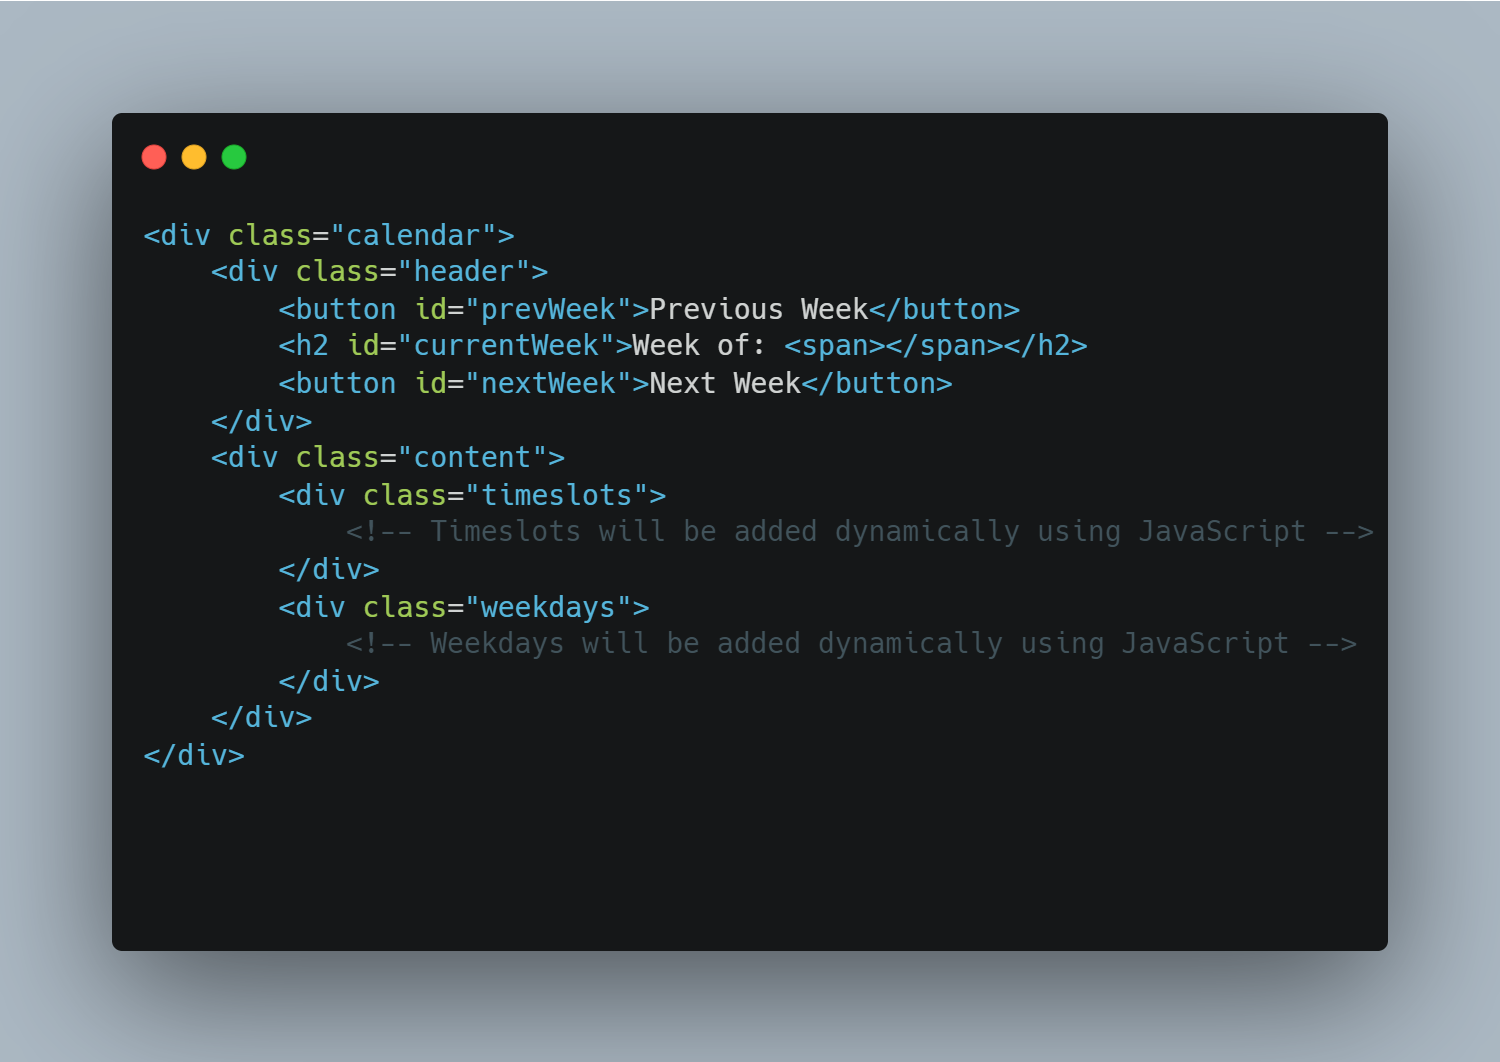 <div class="calendar">
    <div class="header">
        <button id="prevWeek">Previous Week</button>
        <h2 id="currentWeek">Week of: <span></span></h2>
        <button id="nextWeek">Next Week</button>
    </div>
    <div class="content">
        <div class="timeslots">
            <!-- Timeslots will be added dynamically using JavaScript -->
        </div>
        <div class="weekdays">
            <!-- Weekdays will be added dynamically using JavaScript -->
        </div>
    </div>
</div>